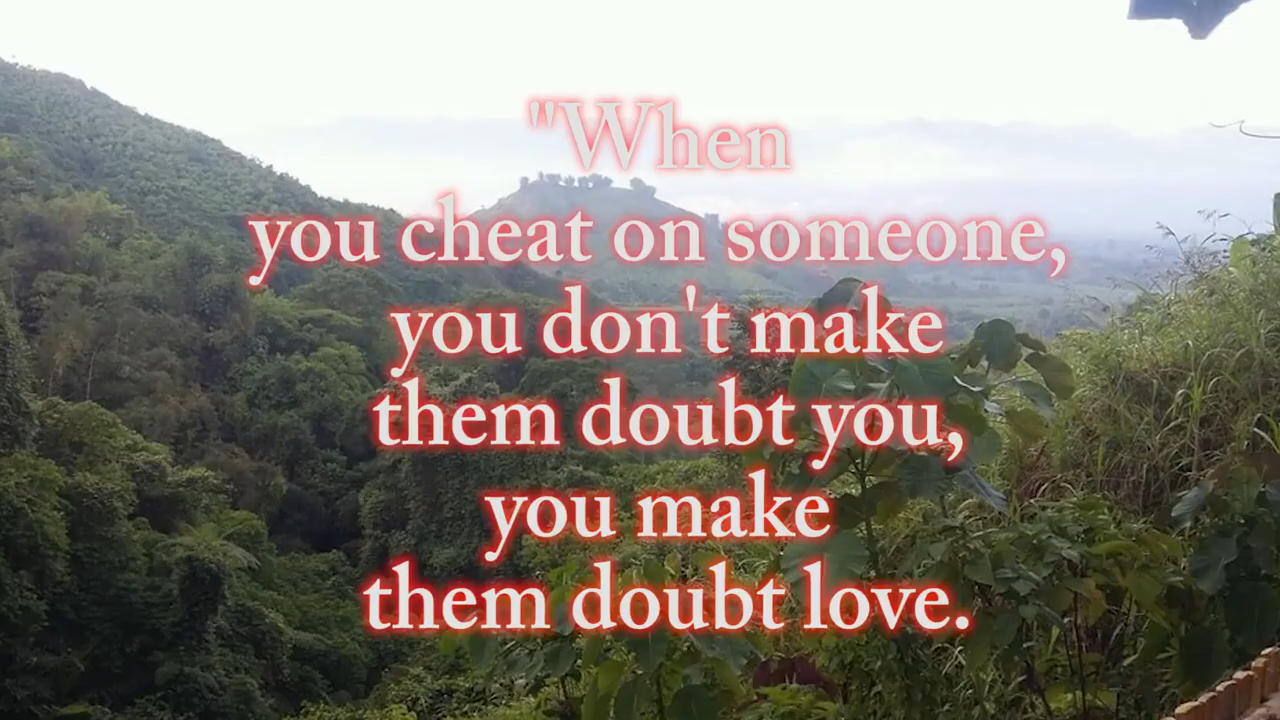 "When
you cheat on someone,
you don't make
them doubt you,
you make
them doubt love.